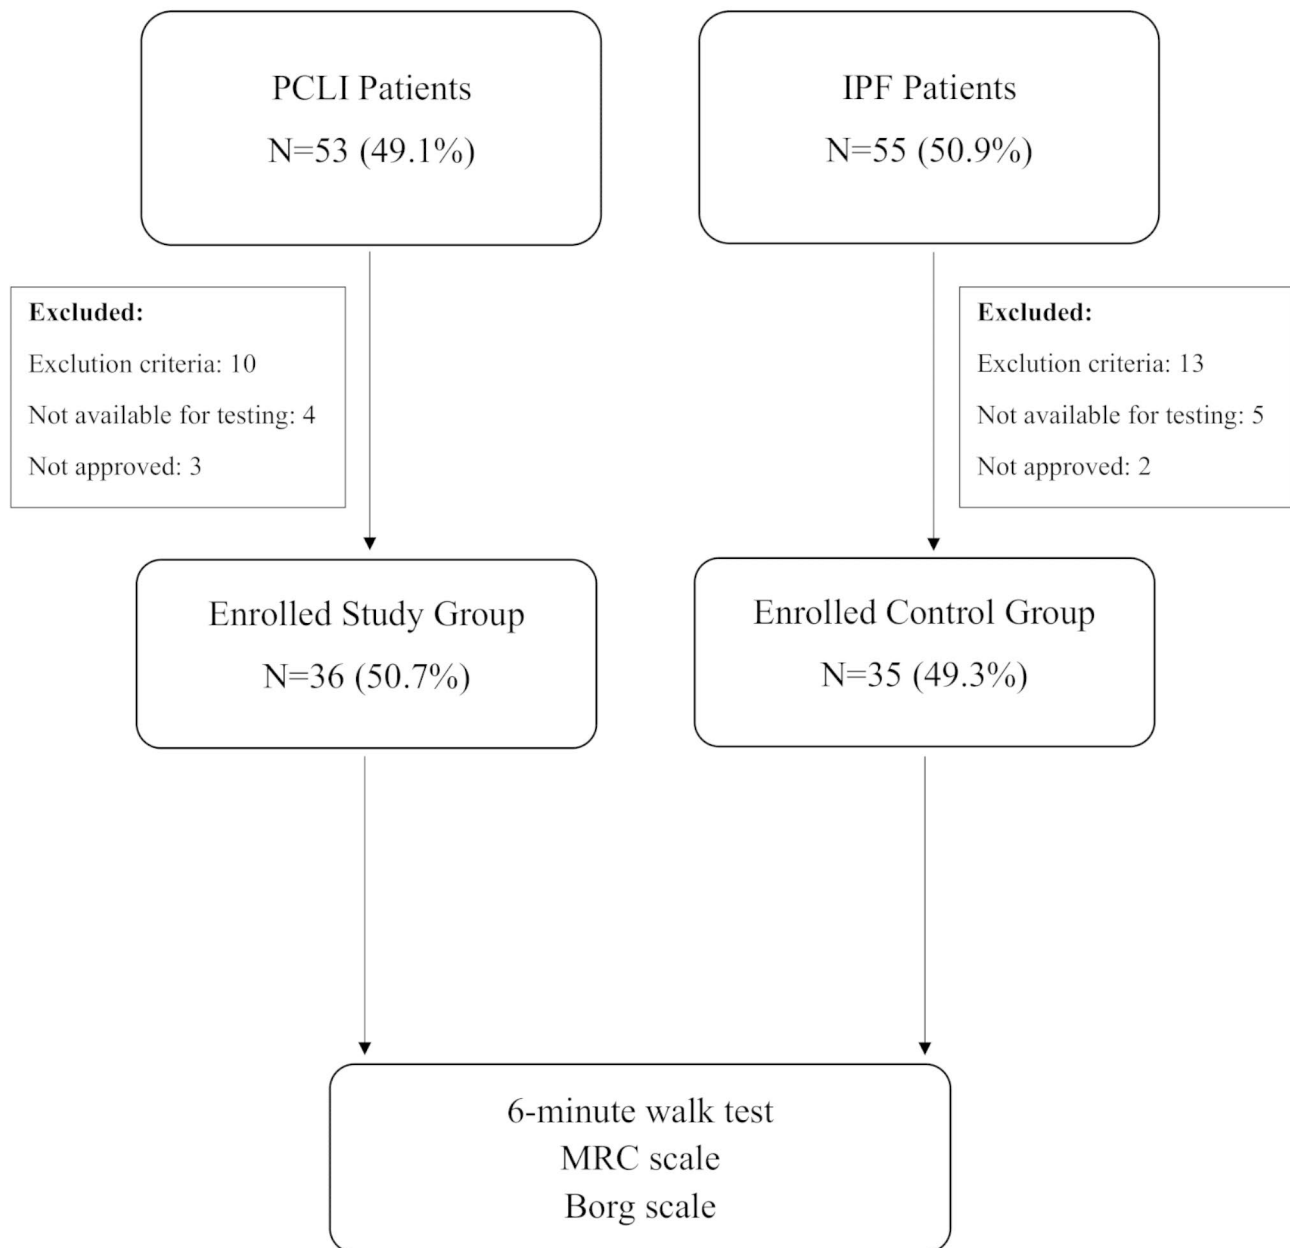 PCLI Patients
N=53 (49.1%)
IPF Patients
N=55 (50.9%)
Excluded:
Exclution criteria: 10
Not available for testing: 4
Not approved: 3
Excluded:
Exclution criteria: 13
Not available for testing: 5
Not approved: 2
Enrolled Study Group
N=36 (50.7%)
Enrolled Control Group
N=35 (49.3%)
6-minute walk test
MRC scale
Borg scale